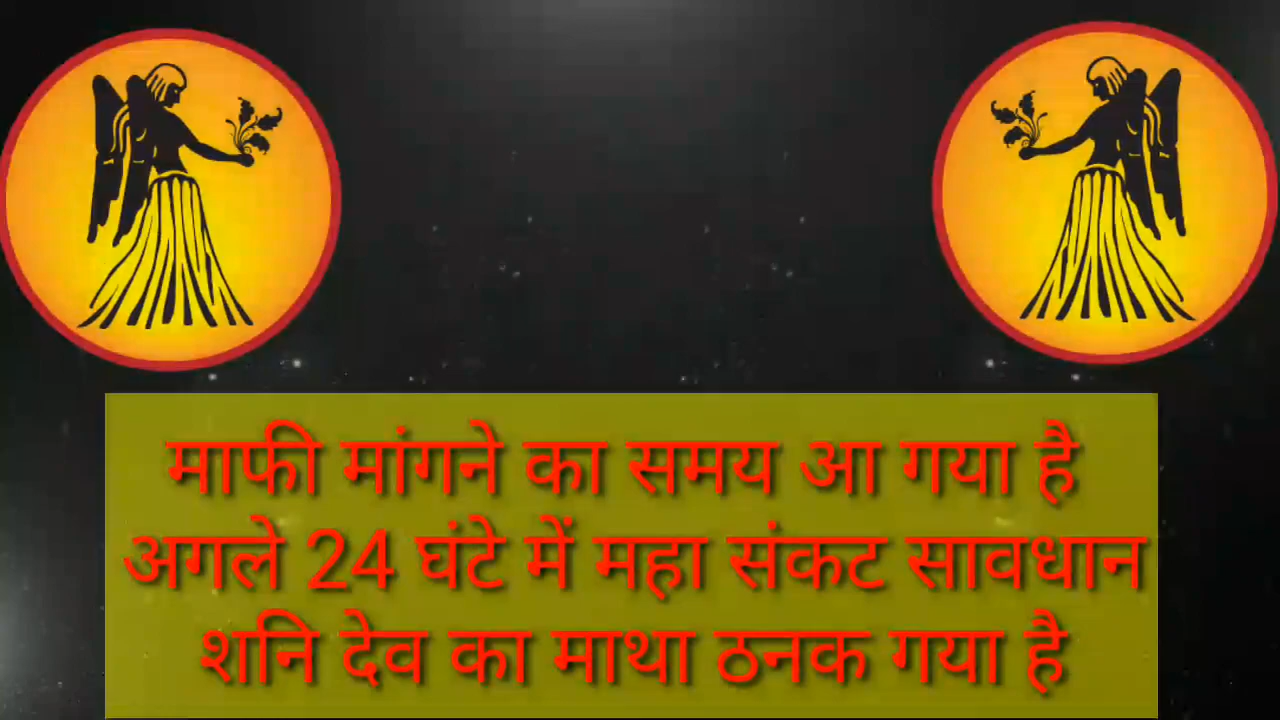 माफी मांगने का समय आ गया है
अगले 24 घंटे में महा संकट सावधान
शनि देव का माथा ठनक गया है